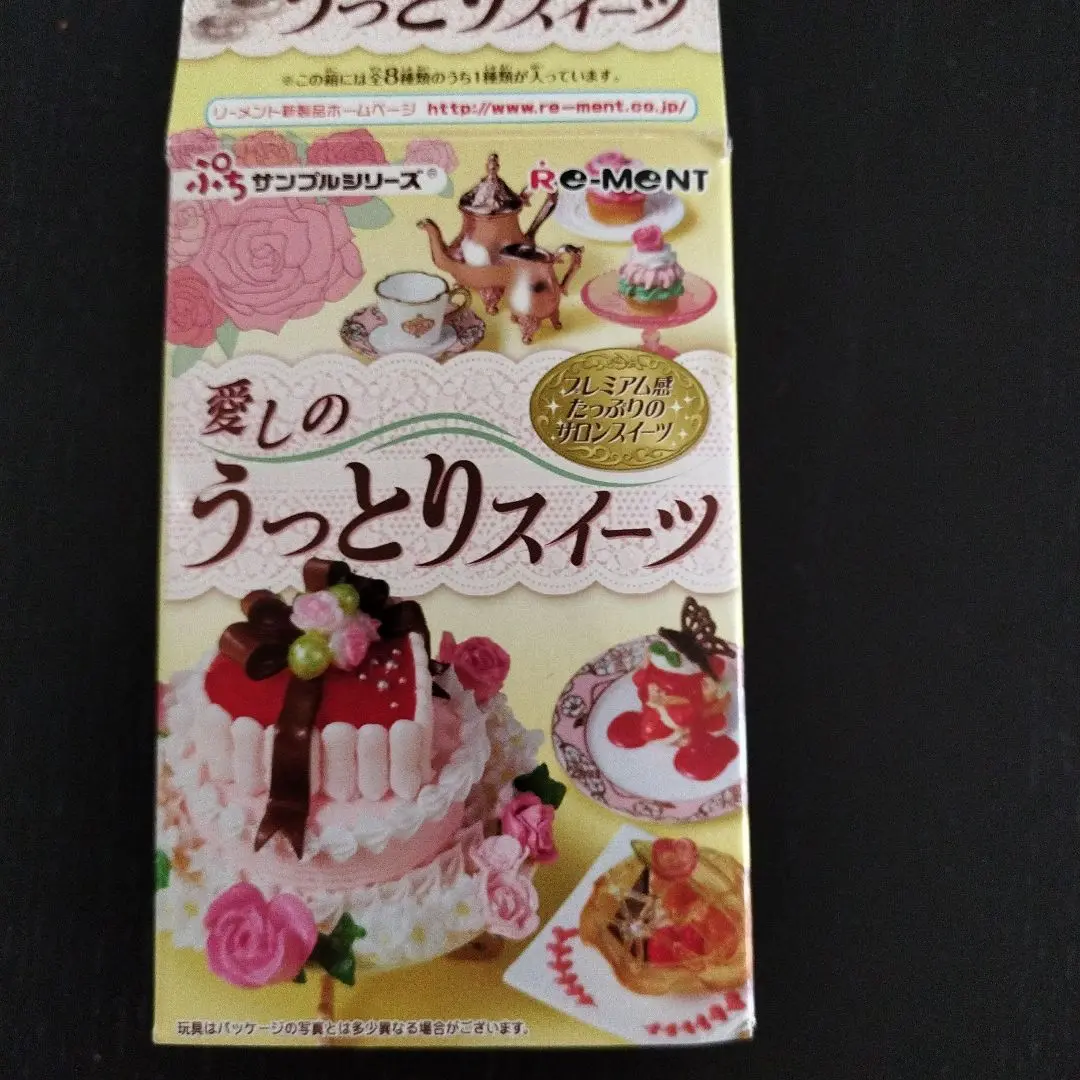 うっとりスイーツ
※この箱には全8種類のうち1種類が入っています。
リーメント新製品ホームページ http://www.re-ment.co.jp/
ぷちサンプルシリーズ® Re-MeNT
愛しの
プレミアム感
たっぷりの
サロンスイーツ
うっとりスイーツ
玩具はパッケージの写真とは多少異なる場合がございます。